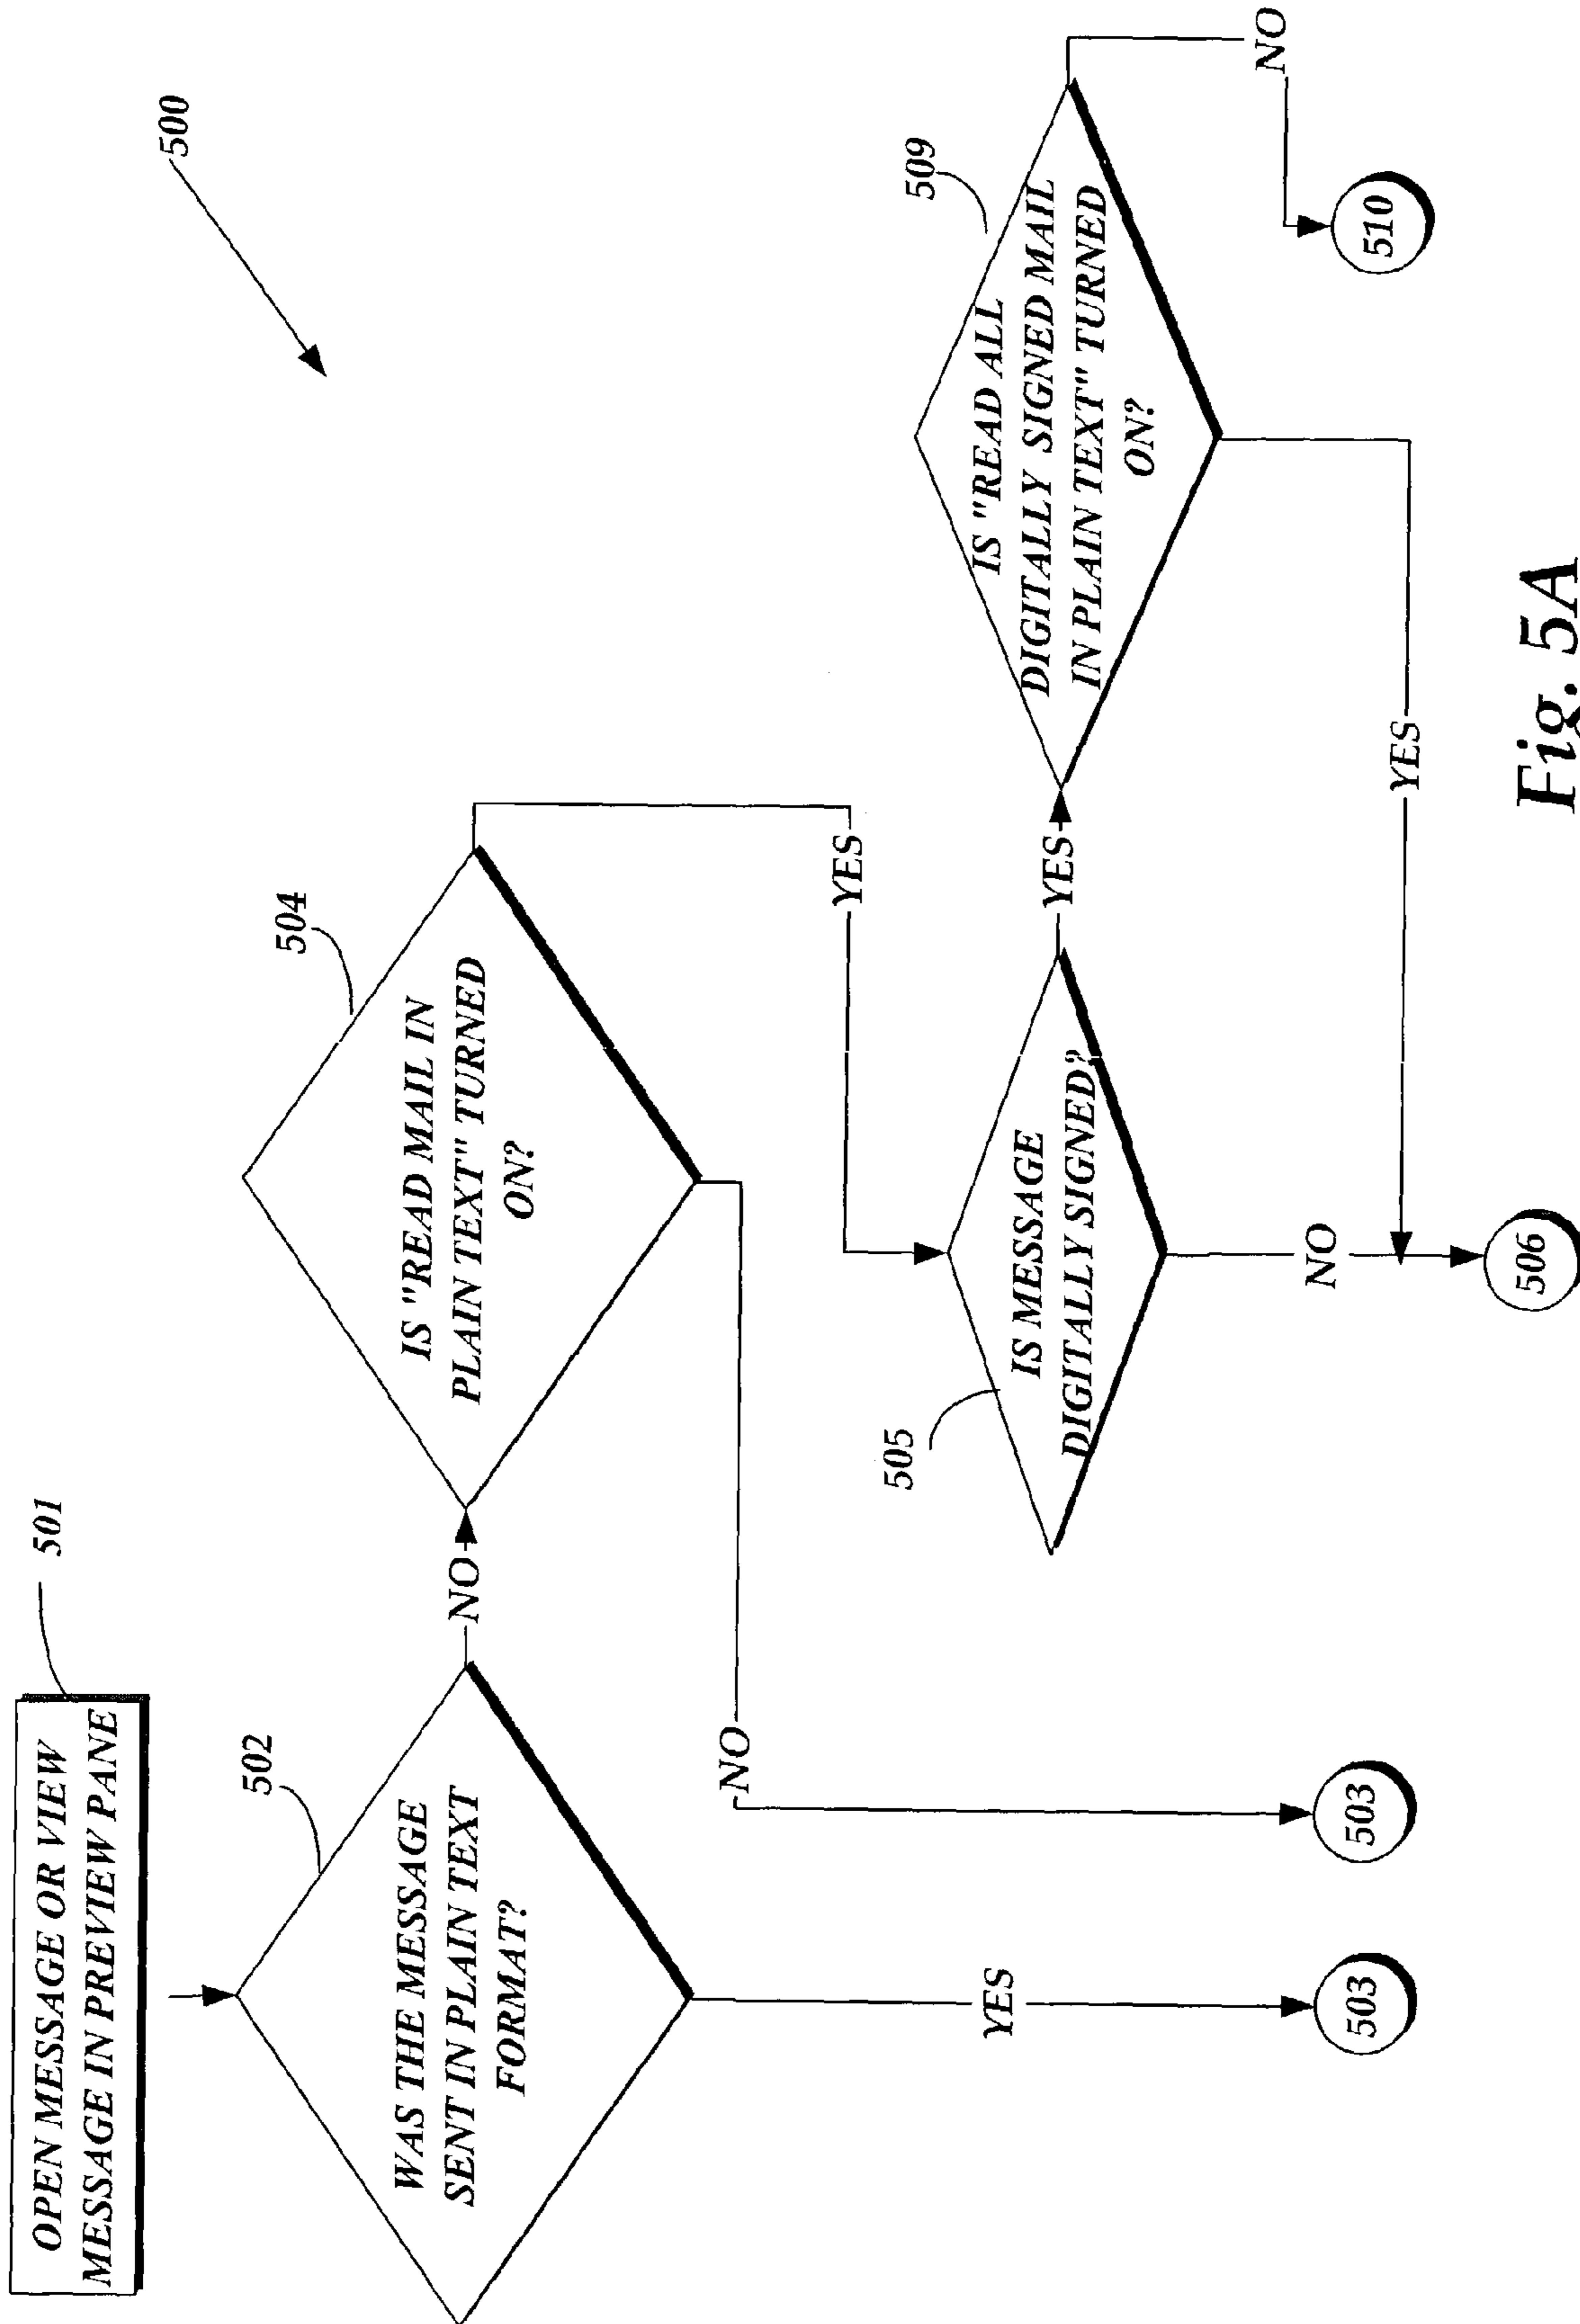 500
501
OPEN MESSAGE OR VIEW
MESSAGE IN PREVIEW PANE
502
WAS THE MESSAGE
SENT IN PLAIN TEXT
FORMAT?
NO
YES
503
504
IS "READ MAIL IN
PLAIN TEXT" TURNED
ON?
NO
503
YES
505
IS MESSAGE
DIGITALLY SIGNED?
YES
NO
506
509
IS "READ ALL
DIGITALLY SIGNED MAIL
IN PLAIN TEXT" TURNED
ON?
YES
NO
510
Fig. 5A